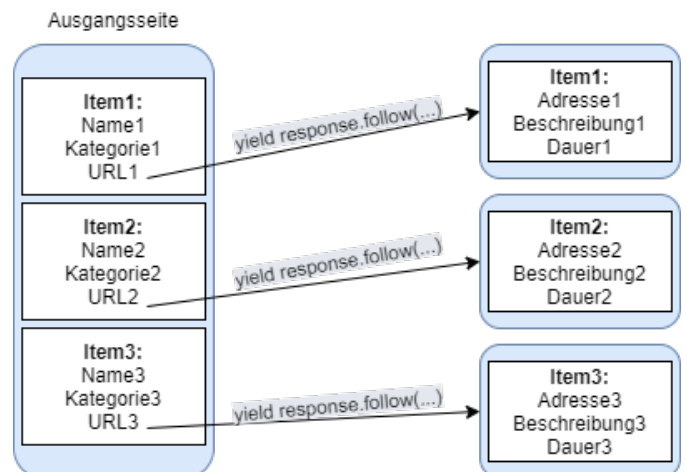 Ausgangsseite
Item1:
Name1
Kategorie1
URL1
yield response.follow(...)
Item1:
Adresse1
Beschreibung1
Dauer1
Item2:
Name2
Kategorie2
URL2
yield response.follow(...)
Item2:
Adresse2
Beschreibung2
Dauer2
Item3:
Name3
Kategorie3
URL3
yield response.follow(...)
Item3:
Adresse3
Beschreibung3
Dauer3